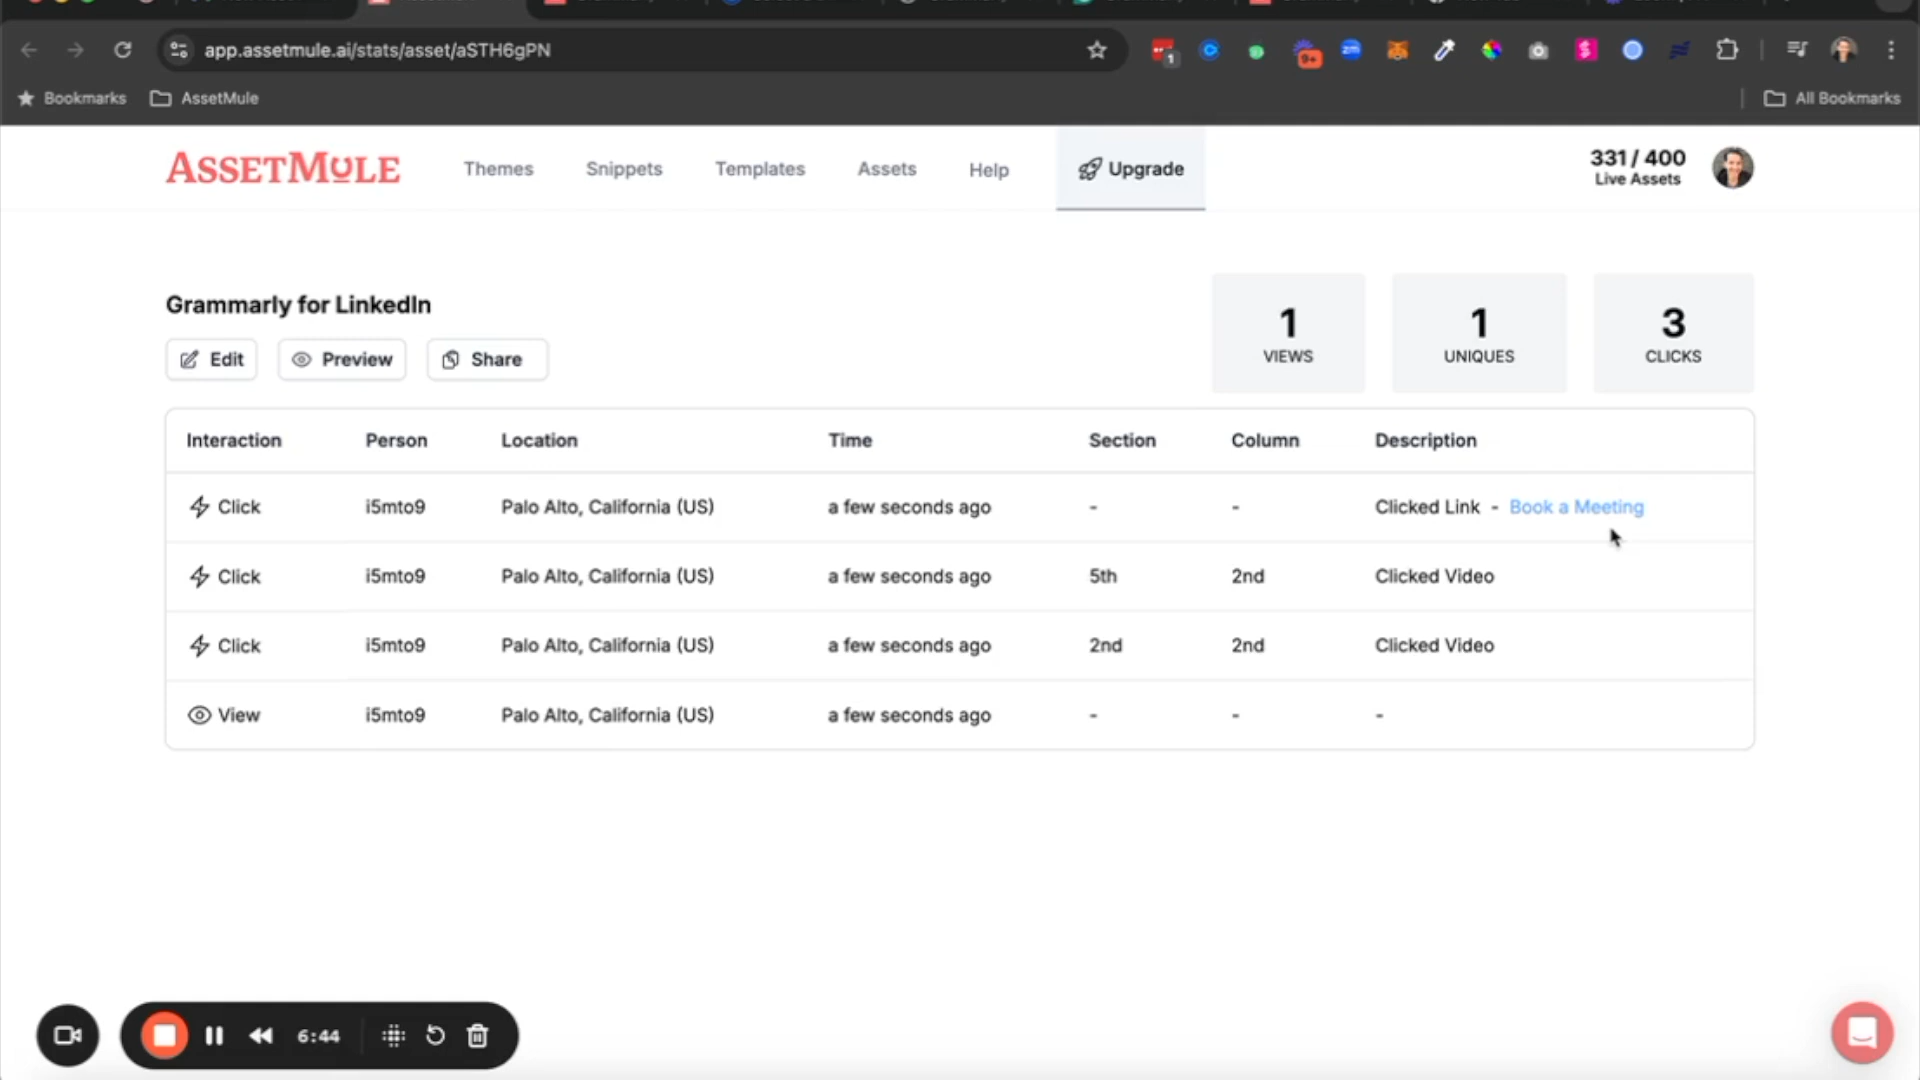 app.assetmule.ai/stats/asset/aSTH6gPN
1
9+
zm
Bookmarks
AssetMule
All Bookmarks
ASSETMULE
Themes
Snippets
Templates
Assets
Help
Upgrade
331 / 400
Live Assets
Grammarly for LinkedIn
Edit
Preview
Share
1
VIEWS
1
UNIQUES
3
CLICKS
Interaction Person Location Time Section Column Description
Click i5mto9 Palo Alto, California (US) a few seconds ago - - Clicked Link - Book a Meeting
Click i5mto9 Palo Alto, California (US) a few seconds ago 5th 2nd Clicked Video
Click i5mto9 Palo Alto, California (US) a few seconds ago 2nd 2nd Clicked Video
View i5mto9 Palo Alto, California (US) a few seconds ago - - -
6:44